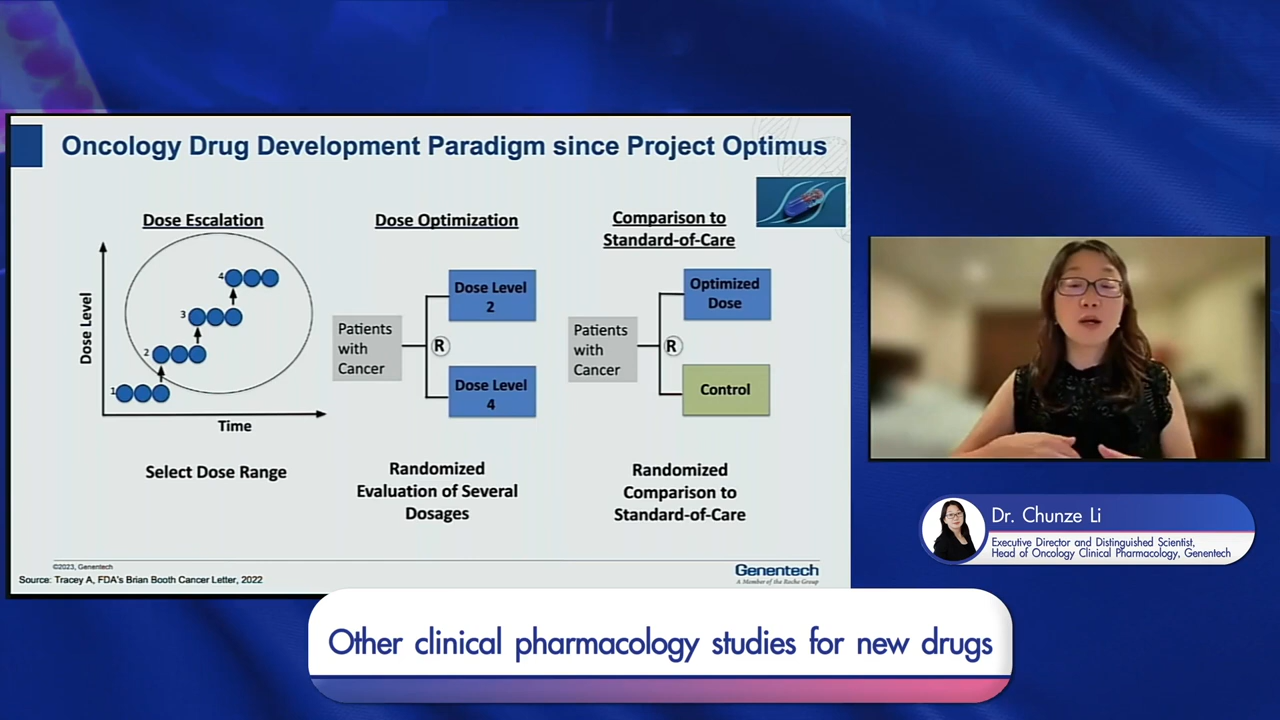 Oncology Drug Development Paradigm since Project Optimus
Dose Escalation
Dose Level
4
3
2
1
Time
Select Dose Range
Dose Optimization
Patients
with
Cancer
R
Dose Level
2
Dose Level
4
Randomized
Evaluation of Several
Dosages
Comparison to
Standard-of-Care
Patients
with
Cancer
R
Optimized
Dose
Control
Randomized
Comparison to
Standard-of-Care
©2023, Genentech
Source: Tracey A, FDA's Brian Booth Cancer Letter, 2022
Genentech
A Member of the Roche Group
Dr. Chunze Li
Executive Director and Distinguished Scientist,
Head of Oncology Clinical Pharmacology, Genentech
Other clinical pharmacology studies for new drugs